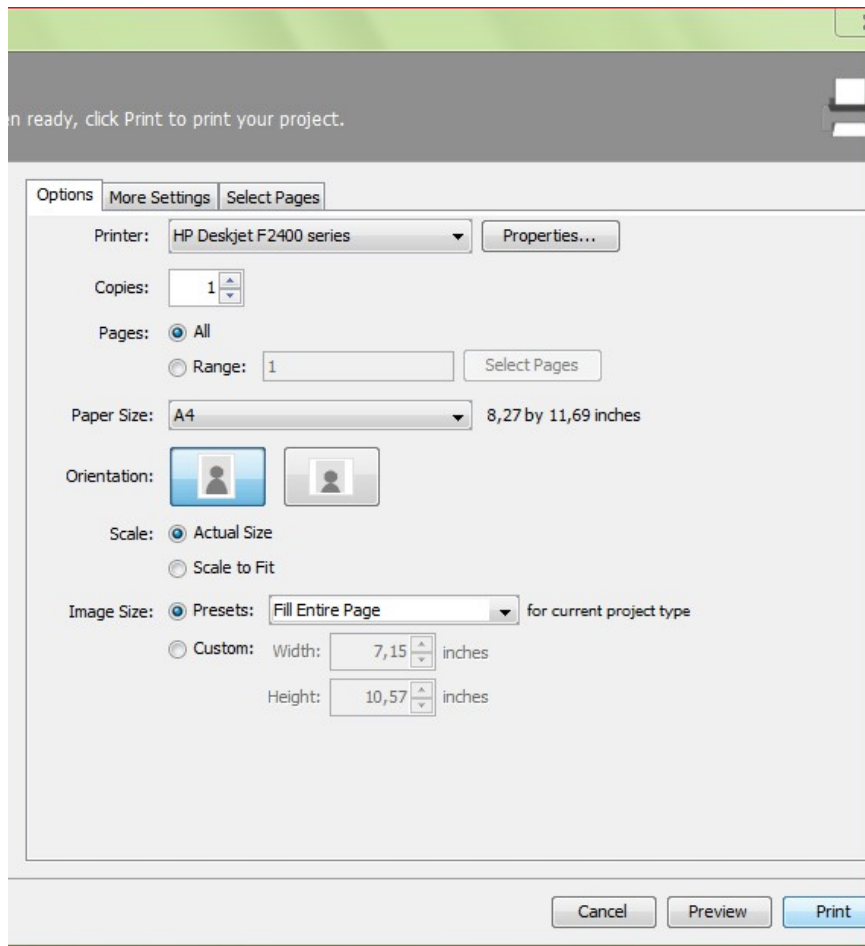 en ready, click Print to print your project.
Options More Settings Select Pages
Printer: HP Deskjet F2400 series Properties...
Copies: 1
Pages: All
Range: 1 Select Pages
Paper Size: A4 8,27 by 11,69 inches
Orientation:
Scale: Actual Size
Scale to Fit
Image Size: Presets: Fill Entire Page for current project type
Custom: Width: 7,15 inches
Height: 10,57 inches
Cancel Preview Print